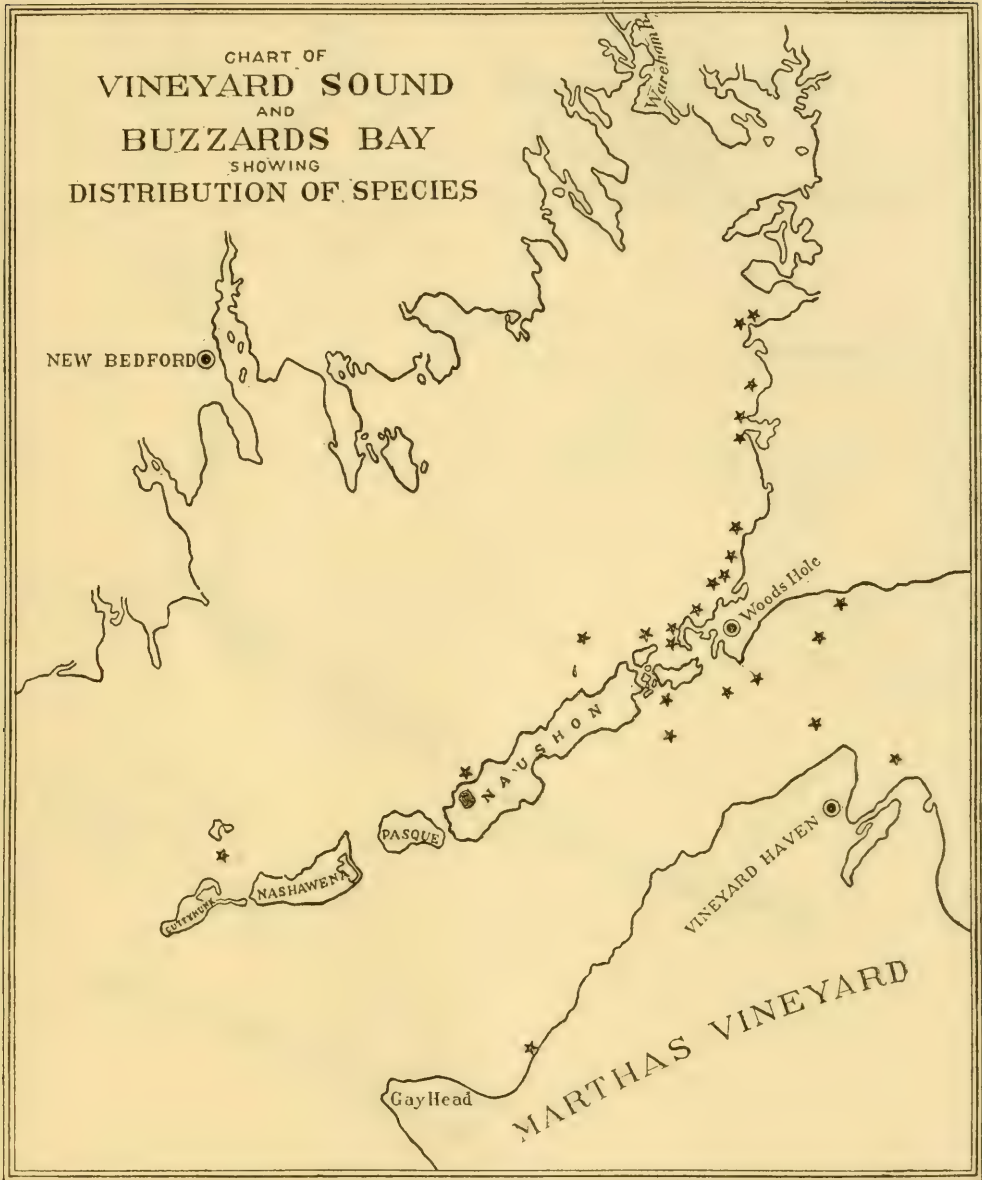 CHART OF
VINEYARD SOUND
AND
BUZZARDS BAY
SHOWING
DISTRIBUTION OF SPECIES
Wareham R.
NEW BEDFORD
Woods Hole
NAUSHON
PASQUE
NASHAWENA
CUTTYHUNK
VINEYARD HAVEN
MARTHAS VINEYARD
Gay Head